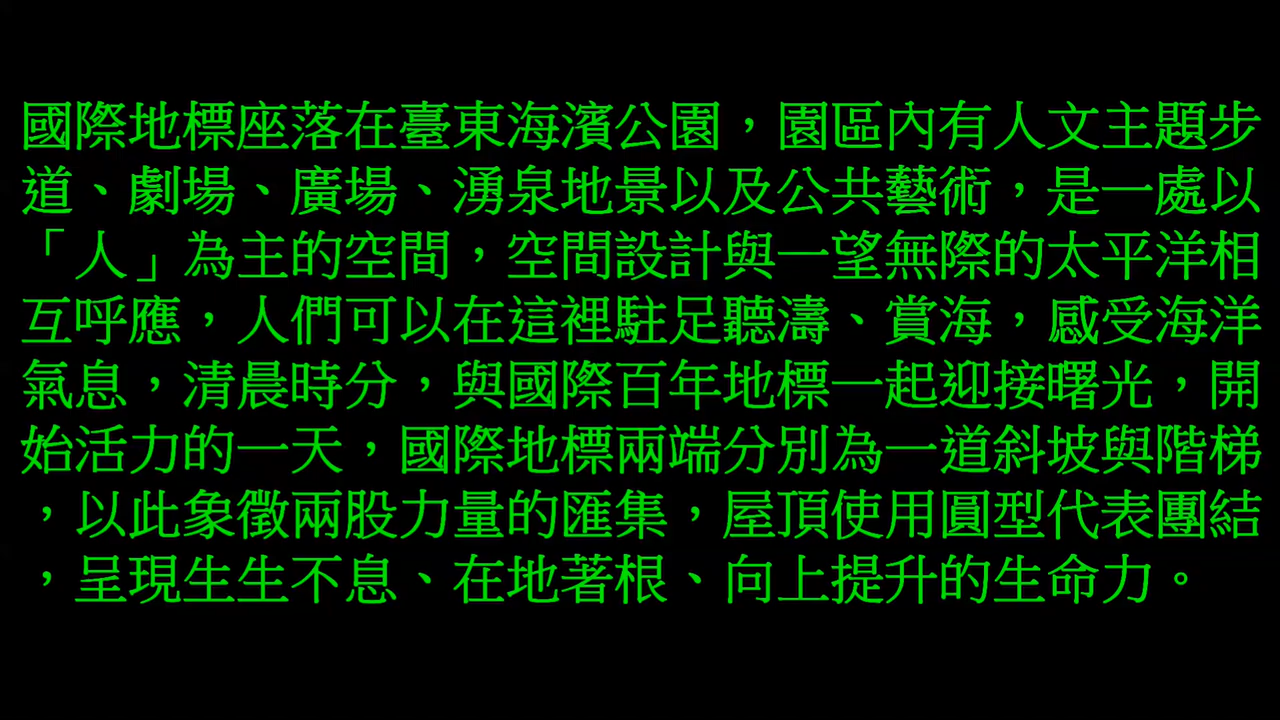 國際地標座落在臺東海濱公園，園區內有人文主題步
道、劇場、廣場、湧泉地景以及公共藝術，是一處以
「人」為主的空間，空間設計與一望無際的太平洋相
互呼應，人們可以在這裡駐足聽濤、賞海，感受海洋
氣息，清晨時分，與國際百年地標一起迎接曙光，開
始活力的一天，國際地標兩端分別為一道斜坡與階梯
，以此象徵兩股力量的匯集，屋頂使用圓型代表團結
，呈現生生不息、在地著根、向上提升的生命力。